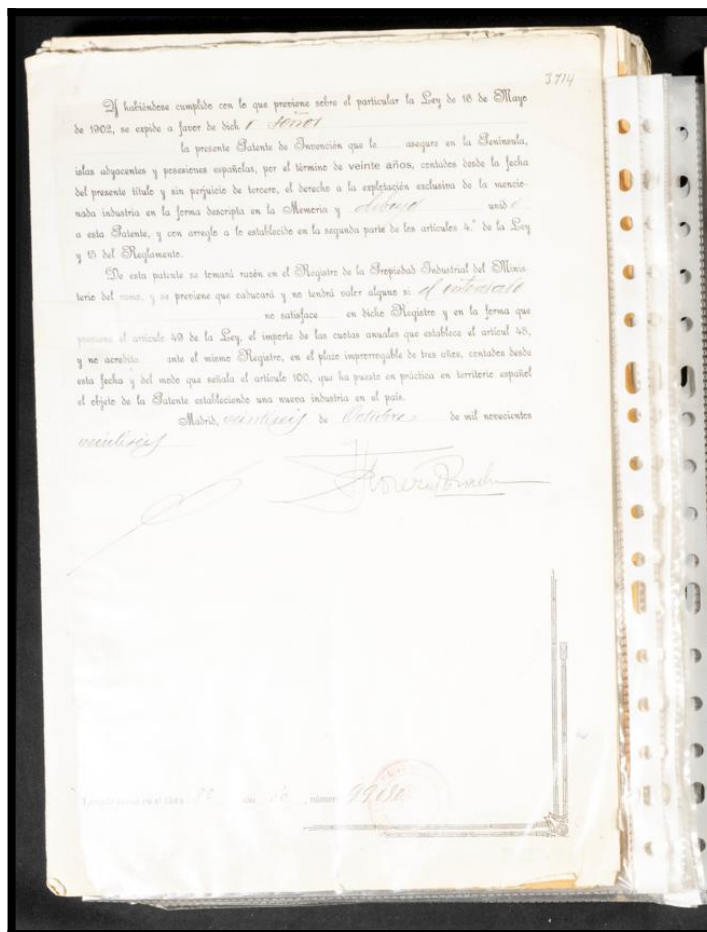 3714
Y habiéndose cumplido con lo que previene sobre el particular la Ley de 16 de Mayo
de 1902, se expide a favor de dich o señor
la presente Patente de Invención que le asegure en la Península,
islas adyacentes y posesiones españolas, por el término de veinte años, contados desde la fecha
del presente título y sin perjuicio de tercero, el derecho a la explotación exclusiva de la mencio-
nada industria en la forma descripta en la Memoria y dibujo unid o
a esta Patente, y con arreglo a lo establecido en la segunda parte de los artículos 4.º de la Ley
y 15 del Reglamento.
De esta patente se tomará razón en el Registro de la Propiedad Industrial del Minis-
terio del ramo, y se previene que caducará y no tendrá valor alguno si el interesado
no satisface en dicho Registro y en la forma que
previene el artículo 49 de la Ley, el importe de las cuotas anuales que establece el artícul 48,
y no acredita ante el mismo Registro, en el plazo improrrogable de tres años, contados desde
esta fecha y del modo que señala el artículo 100, que ha puesto en práctica en territorio español
el objeto de la Patente estableciendo una nueva industria en el país.
Madrid, veintiseis de Octubre de mil novecientos
veintiseis
número